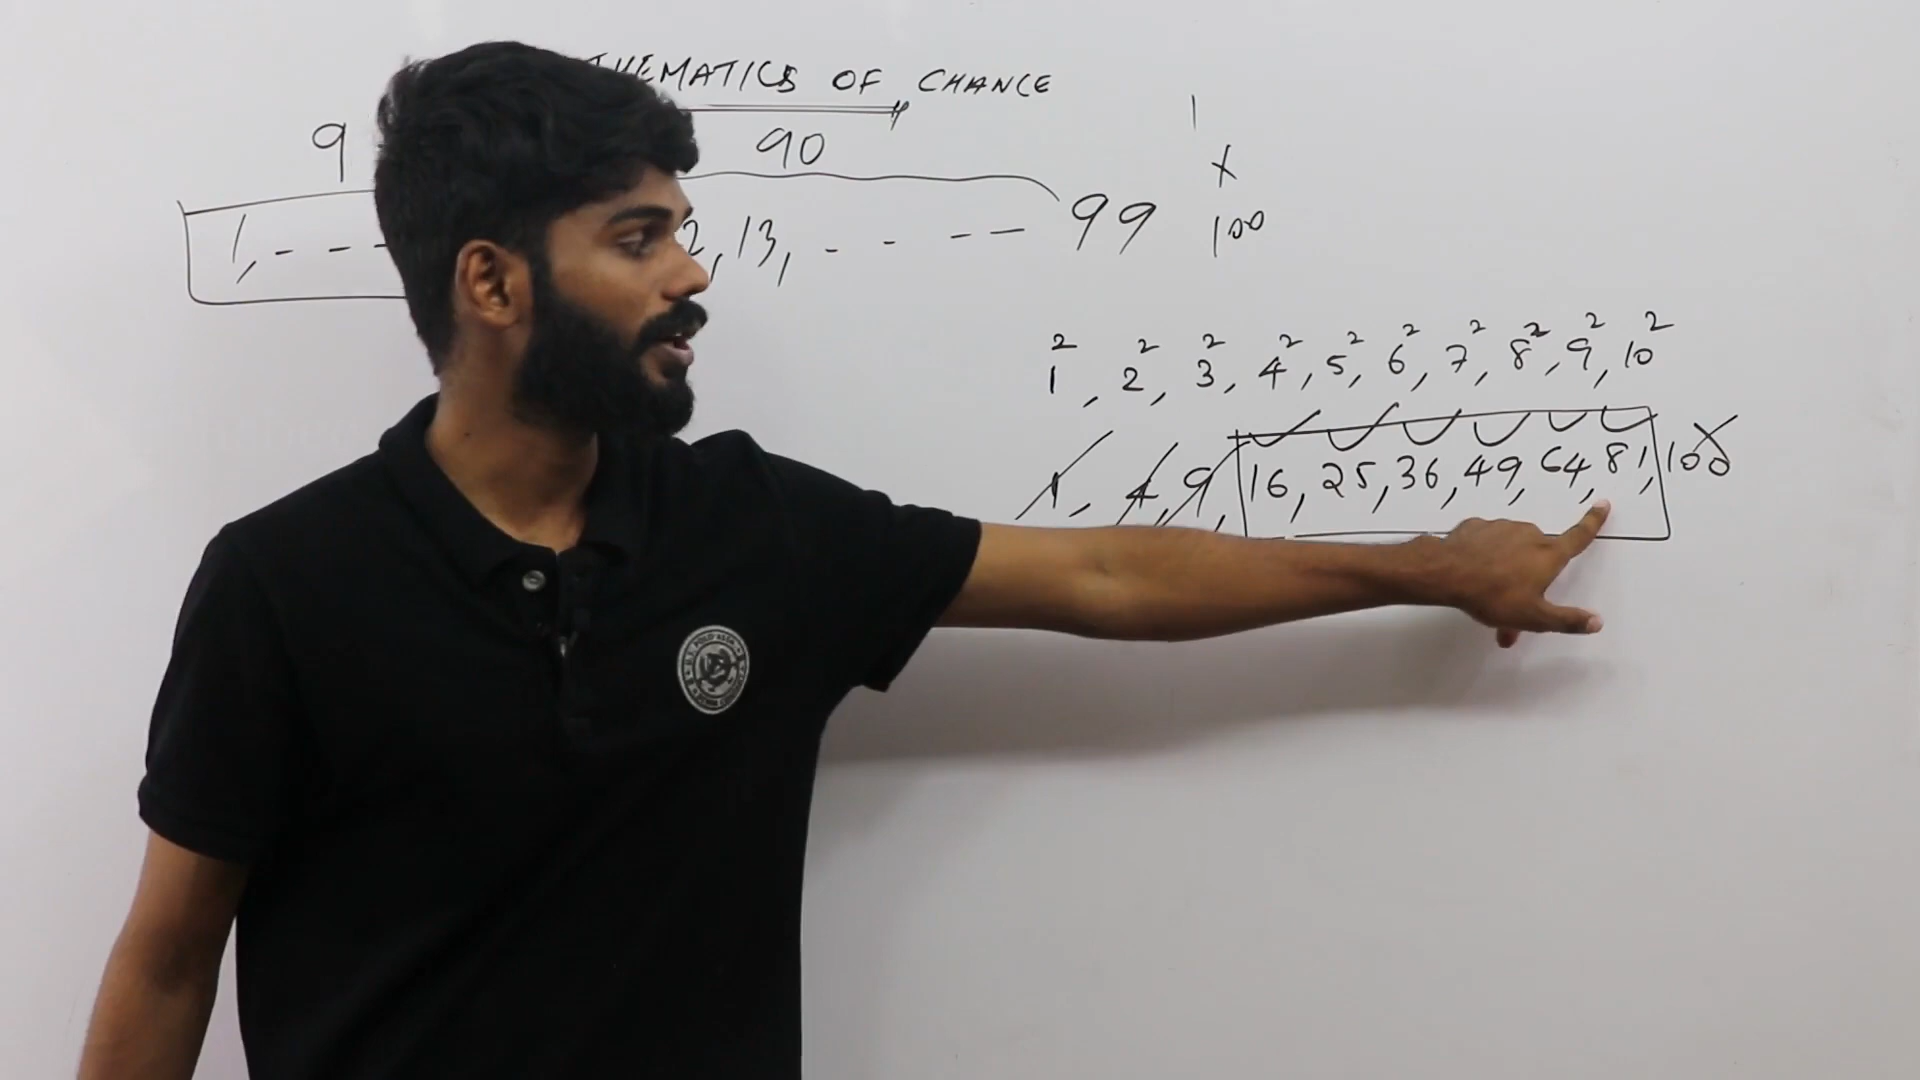 THEMATICS OF CHANCE
9 90 1
x
1, - - - 2, 13, - - - - 99 100
1², 2², 3², 4², 5², 6², 7², 8², 9², 10²
1, 4, 9, 16, 25, 36, 49, 64, 81, 100